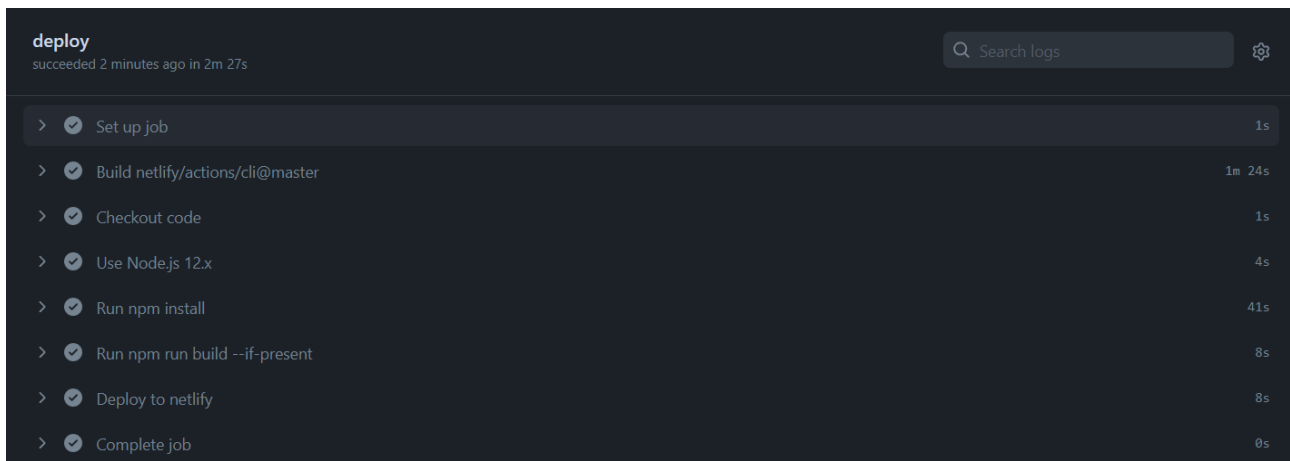 deploy
succeeded 2 minutes ago in 2m 27s
Search logs
Set up job 1s
Build netlify/actions/cli@master 1m 24s
Checkout code 1s
Use Node.js 12.x 4s
Run npm install 41s
Run npm run build --if-present 8s
Deploy to netlify 8s
Complete job 0s